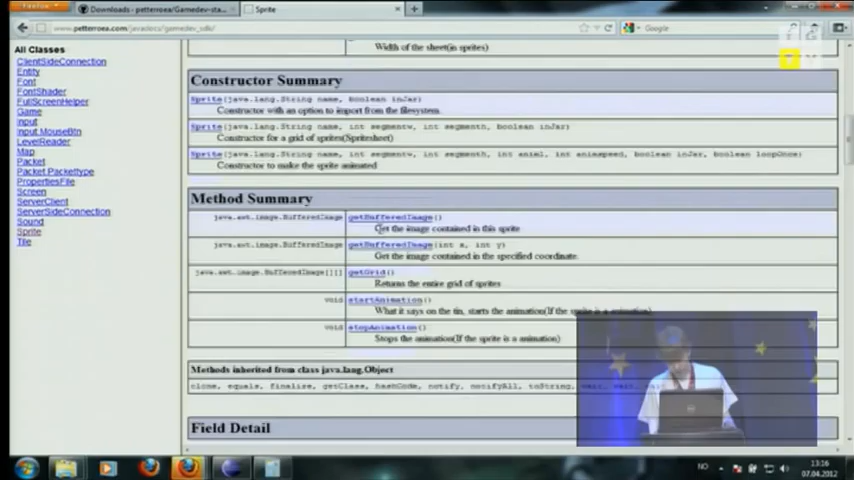 Firefox
Downloads - petterroea/Gamedev-sta...
Sprite
www.petterroea.com/javadocs/gamedev_sdk/
Google
All Classes
ClientSideConnection
Entity
Font
FontShader
FullScreenHelper
Game
Input
Input.MouseBtn
LevelReader
Map
Packet
Packet.Packettype
PropertiesFile
Screen
ServerClient
ServerSideConnection
Sound
Sprite
Tile
Width of the sheet(in sprites)
Constructor Summary
Sprite(java.lang.String name, boolean inJar)
Constructor with an option to import from the filesystem.
Sprite(java.lang.String name, int segmentw, int segmenth, boolean inJar)
Constructor for a grid of sprites(Spritesheet)
Sprite(java.lang.String name, int segmentw, int segmenth, int animl, int animspeed, boolean inJar, boolean loopOnce)
Constructor to make the sprite animated
Method Summary
java.awt.image.BufferedImage getBufferedImage()
Get the image contained in this sprite
java.awt.image.BufferedImage getBufferedImage(int x, int y)
Get the image contained in the specified coordinate.
java.awt.image.BufferedImage[][] getGrid()
Returns the entire grid of sprites
void startAnimation()
What it says on the tin, starts the animation(If the sprite is a animation)
void stopAnimation()
Stops the animation(If the sprite is a animation)
Methods inherited from class java.lang.Object
clone, equals, finalize, getClass, hashCode, notify, notifyAll, toString, wait, wait, wait
Field Detail
NO
13:16
07.04.2012